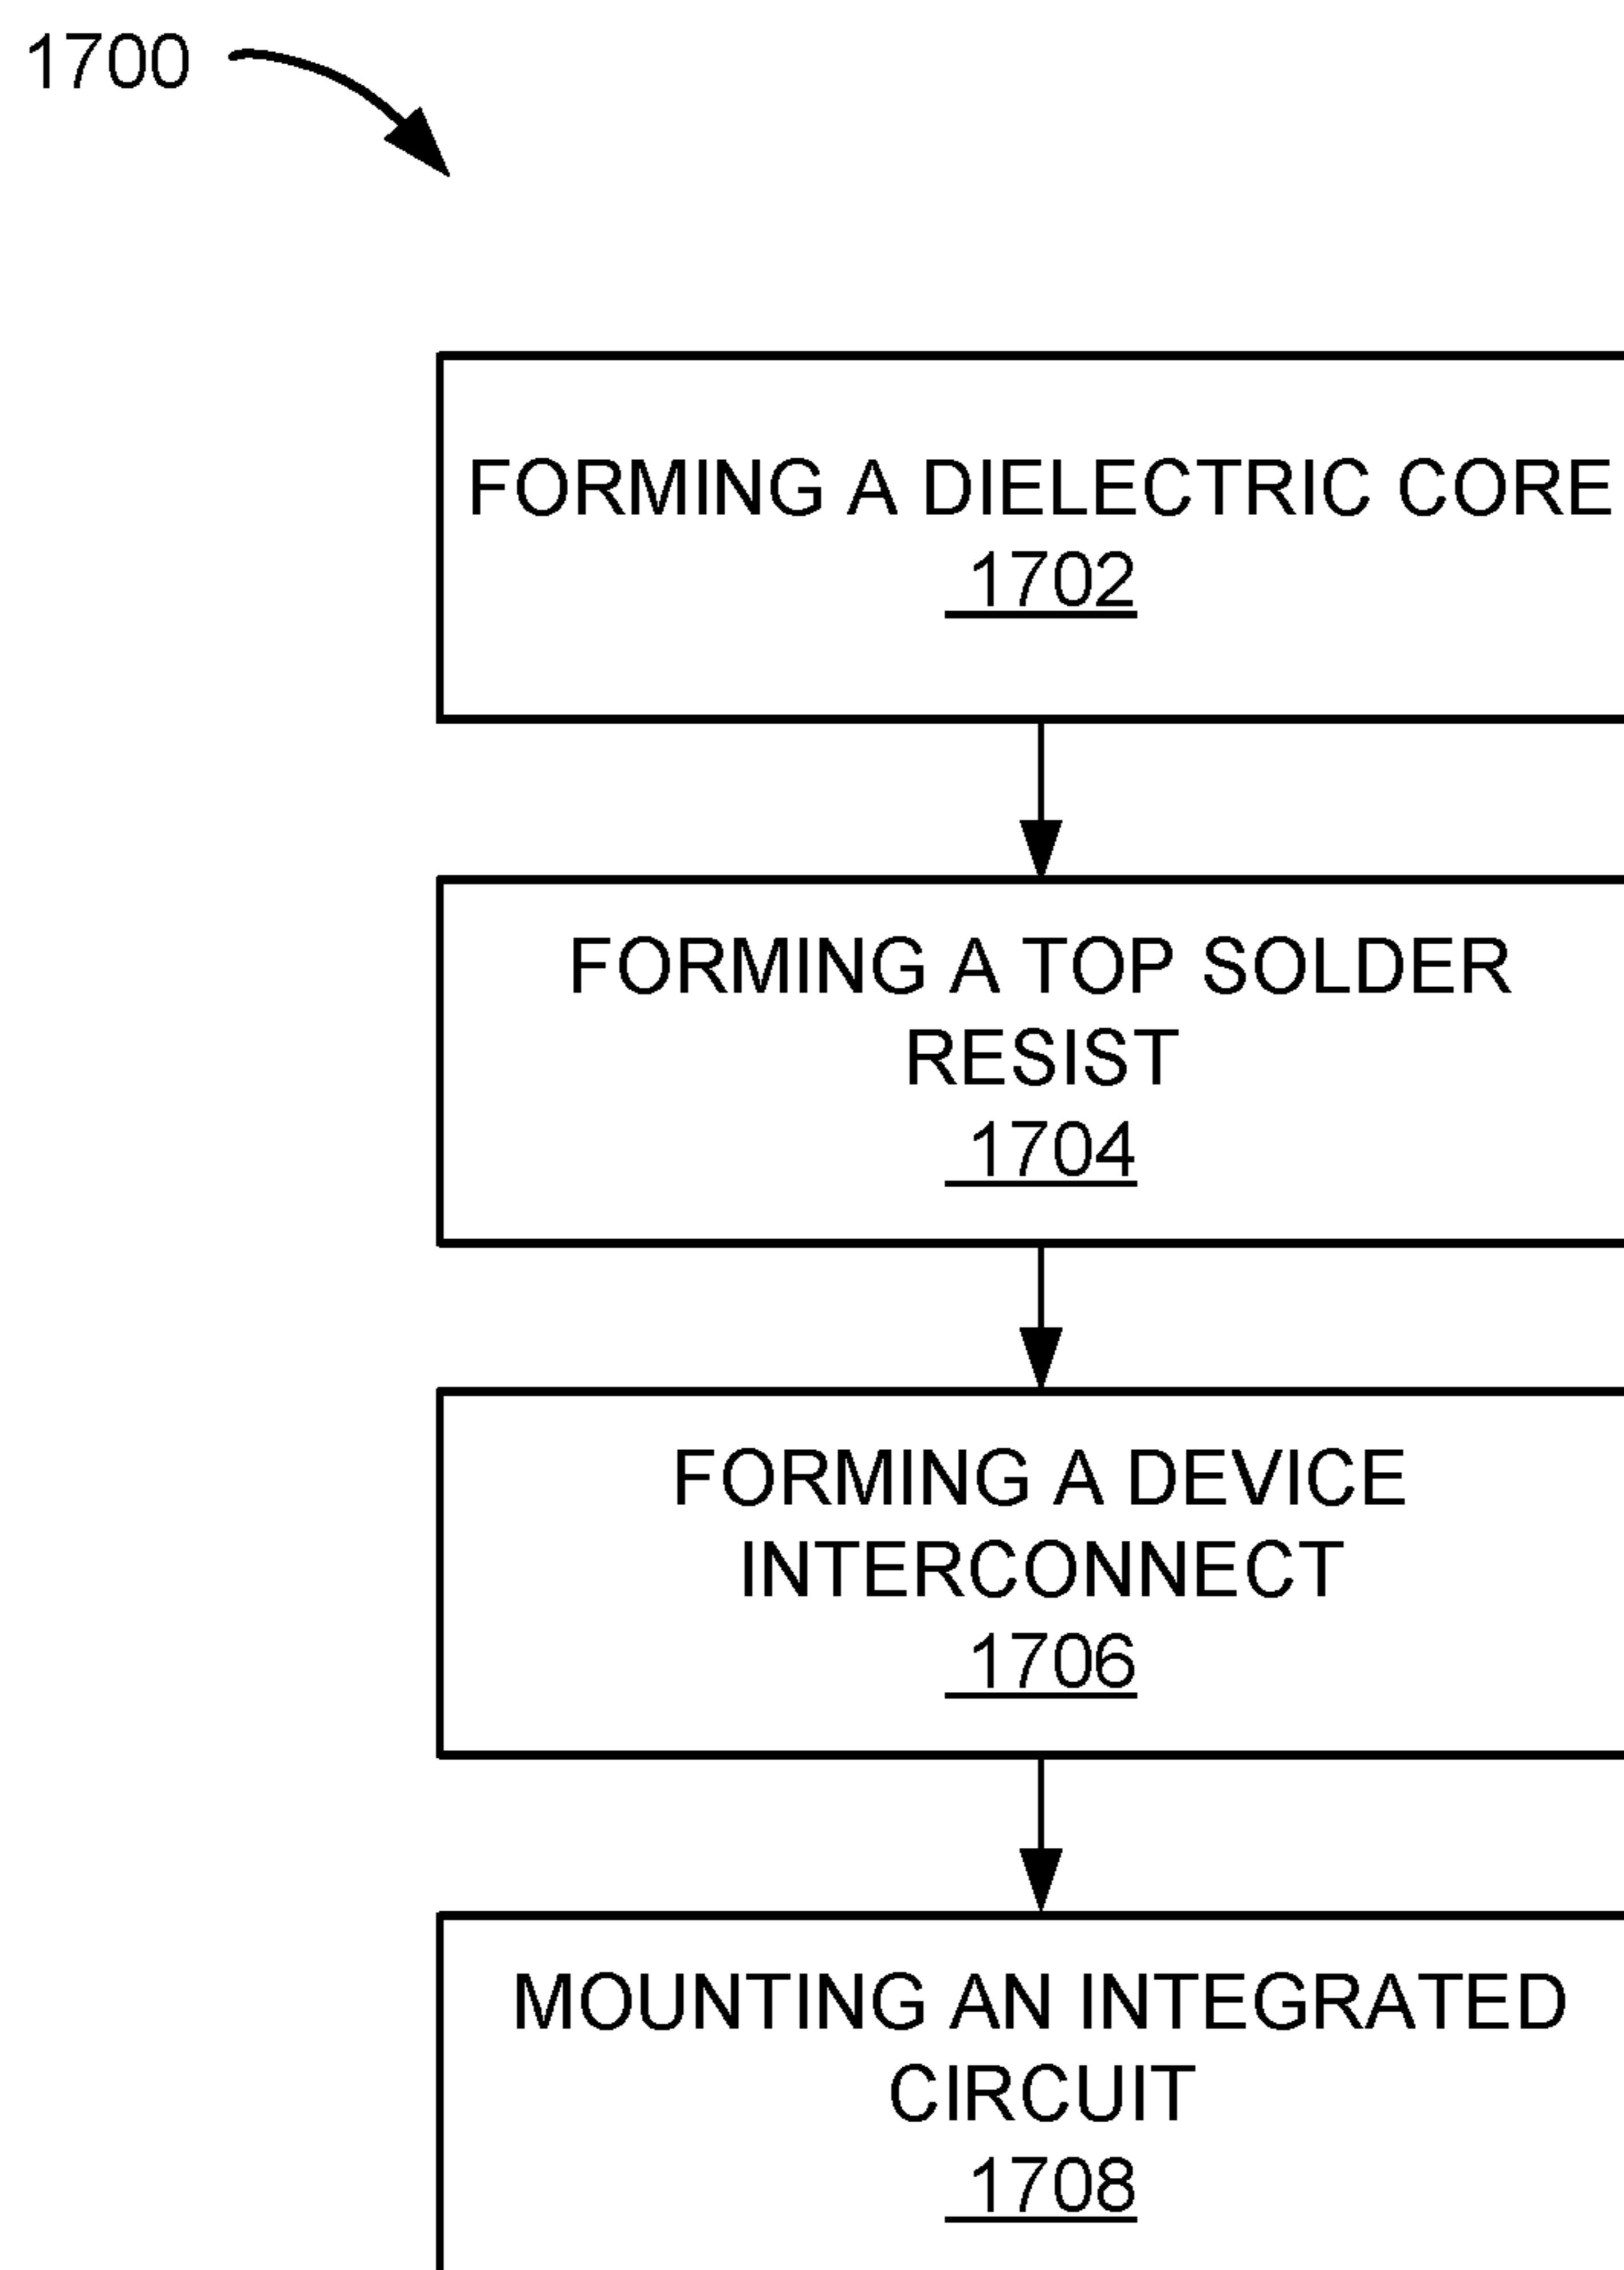 1700
FORMING A DIELECTRIC CORE
1702
FORMING A TOP SOLDER
RESIST
1704
FORMING A DEVICE
INTERCONNECT
1706
MOUNTING AN INTEGRATED
CIRCUIT
1708